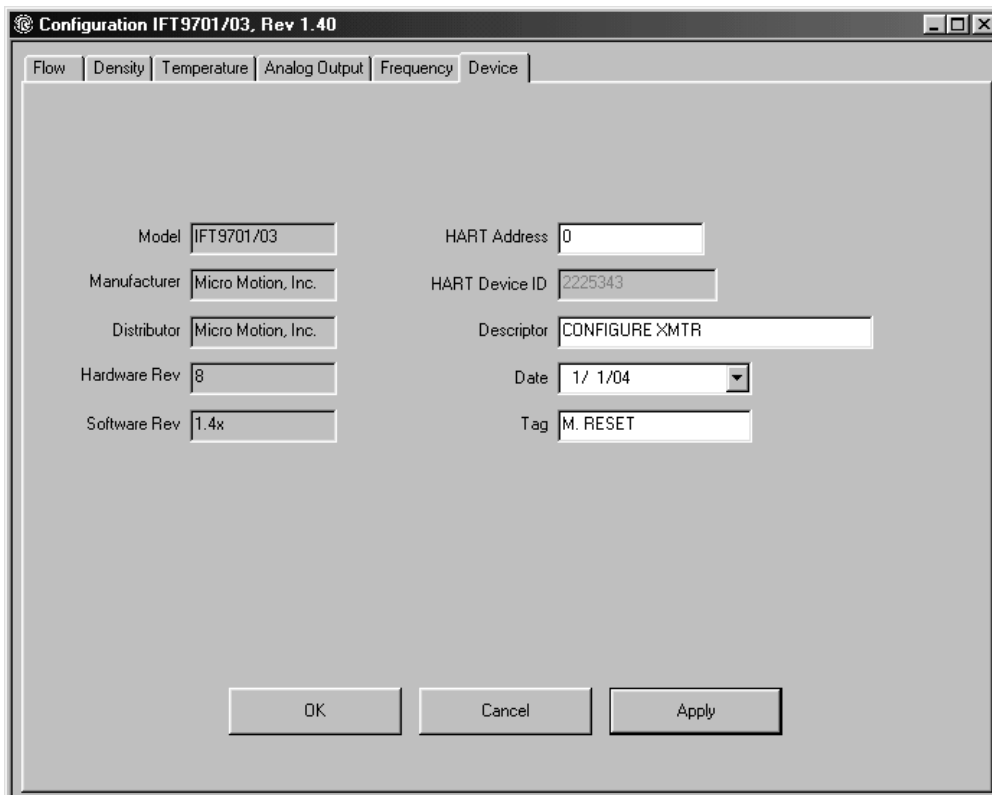 Configuration IFT9701/03, Rev 1.40
Flow Density Temperature Analog Output Frequency Device
Model IFT9701/03
Manufacturer Micro Motion, Inc.
Distributor Micro Motion, Inc.
Hardware Rev 8
Software Rev 1.4x
HART Address 0
HART Device ID 2225343
Descriptor CONFIGURE XMTR
Date 1/ 1/04
Tag M. RESET
OK Cancel Apply